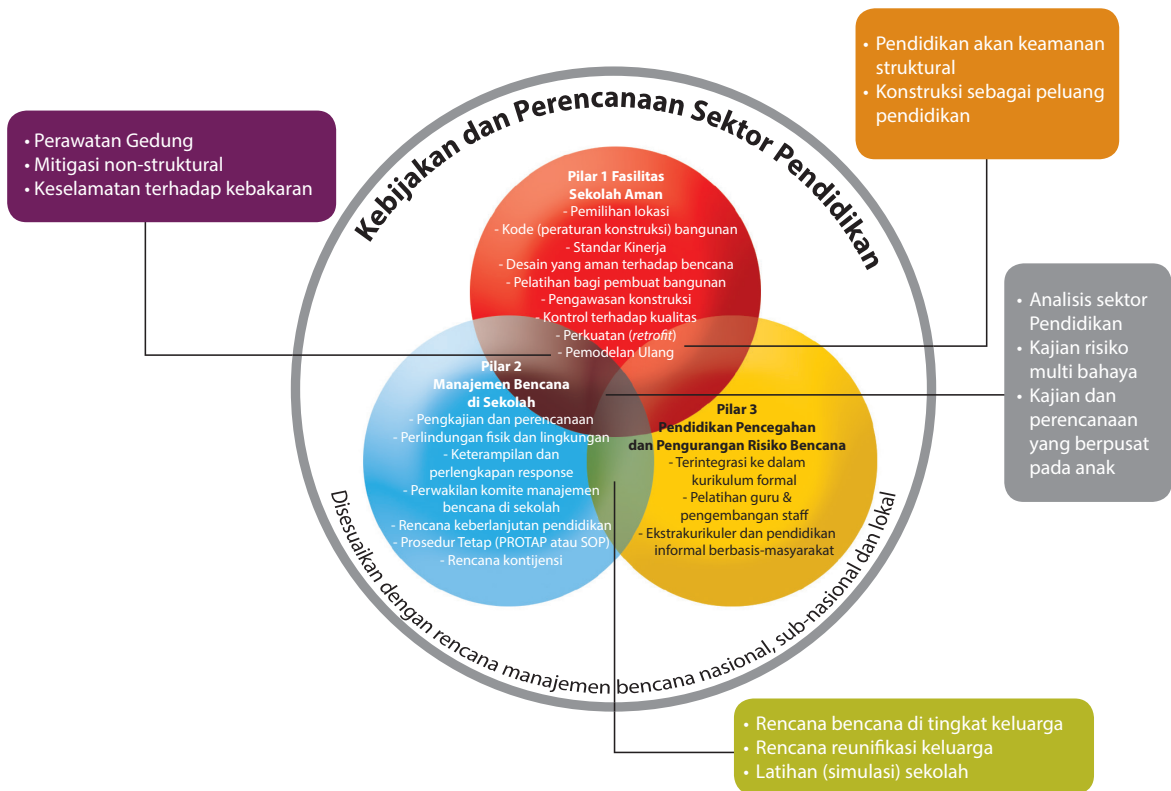 Kebijakan dan Perencanaan Sektor Pendidikan
• Pendidikan akan keamanan
struktural
• Konstruksi sebagai peluang
pendidikan
• Perawatan Gedung
• Mitigasi non-struktural
• Keselamatan terhadap kebakaran
Pilar 1 Fasilitas
Sekolah Aman
- Pemilihan lokasi
- Kode (peraturan konstruksi) bangunan
- Standar Kinerja
- Desain yang aman terhadap bencana
- Pelatihan bagi pembuat bangunan
- Pengawasan konstruksi
- Kontrol terhadap kualitas
- Perkuatan (retrofit)
- Pemodelan Ulang
• Analisis sektor
Pendidikan
• Kajian risiko
multi bahaya
• Kajian dan
perencanaan
yang berpusat
pada anak
Pilar 2
Manajemen Bencana
di Sekolah
- Pengkajian dan perencanaan
- Perlindungan fisik dan lingkungan
- Keterampilan dan
perlengkapan response
- Perwakilan komite manajemen
bencana di sekolah
- Rencana keberlanjutan pendidikan
- Prosedur Tetap (PROTAP atau SOP)
- Rencana kontijensi
Pilar 3
Pendidikan Pencegahan
dan Pengurangan Risiko Bencana
- Terintegrasi ke dalam
kurikulum formal
- Pelatihan guru &
pengembangan staff
- Ekstrakurikuler dan pendidikan
informal berbasis-masyarakat
Disesuaikan dengan rencana manajemen bencana nasional, sub-nasional dan lokal
• Rencana bencana di tingkat keluarga
• Rencana reunifikasi keluarga
• Latihan (simulasi) sekolah